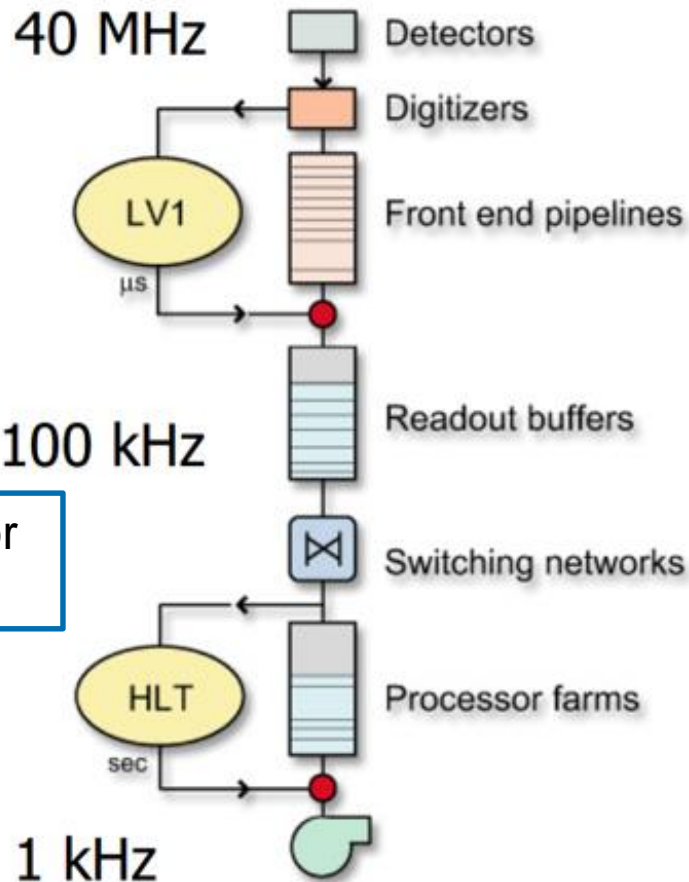 40 MHz
Detectors
Digitizers
LV1
Front end pipelines
µs
Readout buffers
100 kHz
or
Switching networks
HLT
Processor farms
sec
1 kHz